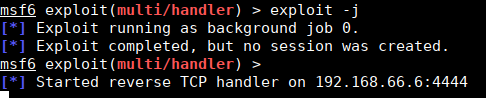 msf6 exploit(multi/handler) > exploit -j
[*] Exploit running as background job 0.
[*] Exploit completed, but no session was created.
msf6 exploit(multi/handler) >
[*] Started reverse TCP handler on 192.168.66.6:4444